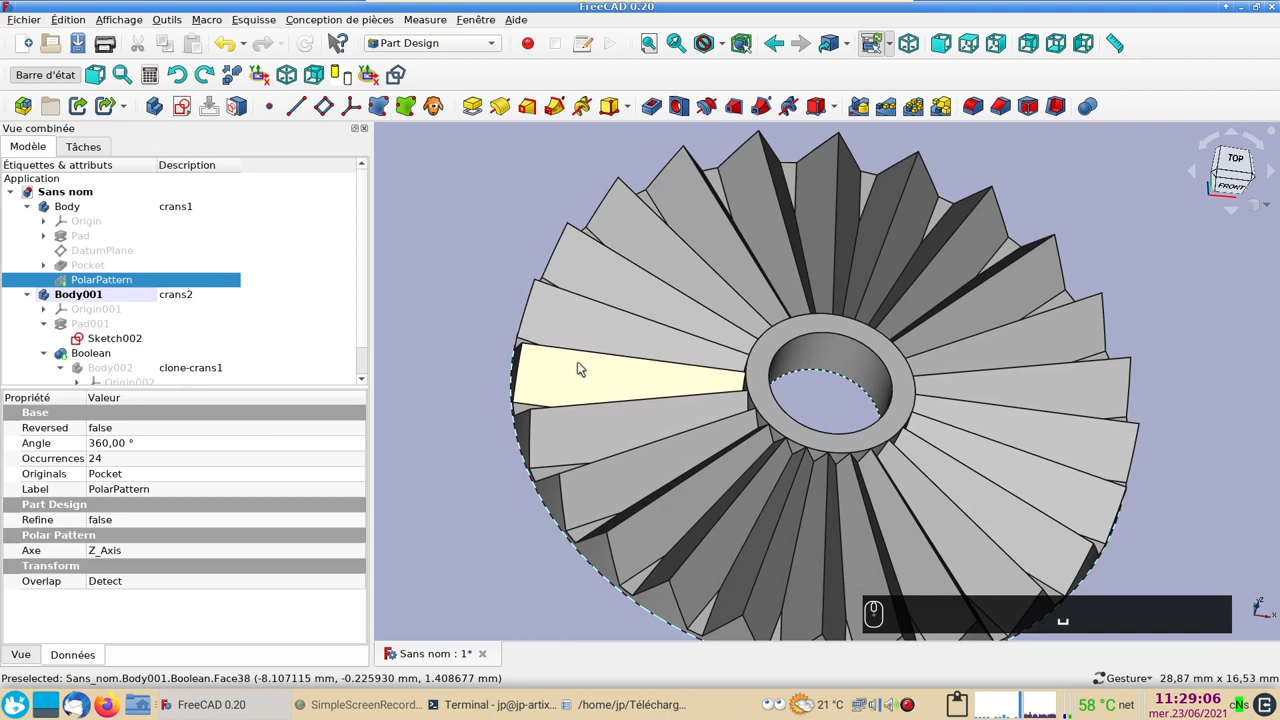 FreeCAD 0.20
Fichier Édition Affichage Outils Macro Esquisse Conception de pièces Measure Fenêtre Aide
Part Design
Barre d'état
Vue combinée
Modèle Tâches
Étiquettes & attributs Description
Application
Sans nom
Body crans1
Origin
Pad
DatumPlane
Pocket
PolarPattern
Body001 crans2
Origin001
Pad001
Sketch002
Boolean
Body002 clone-crans1
Origin002
Propriété Valeur
Base
Reversed false
Angle 360,00 °
Occurrences 24
Originals Pocket
Label PolarPattern
Part Design
Refine false
Polar Pattern
Axe Z_Axis
Transform
Overlap Detect
Vue Données
TOP
FRONT
Sans nom : 1*
Preselected: Sans_nom.Body001.Boolean.Face38 (-8.107115 mm, -0.225930 mm, 1.408677 mm)
Gesture 28,87 mm x 16,53 mm
FreeCAD 0.20 SimpleScreenRecord... Terminal - jp@jp-artix... /home/jp/Télécharg... 21 °C 58 °C net 11:29:06
mer.23/06/2021